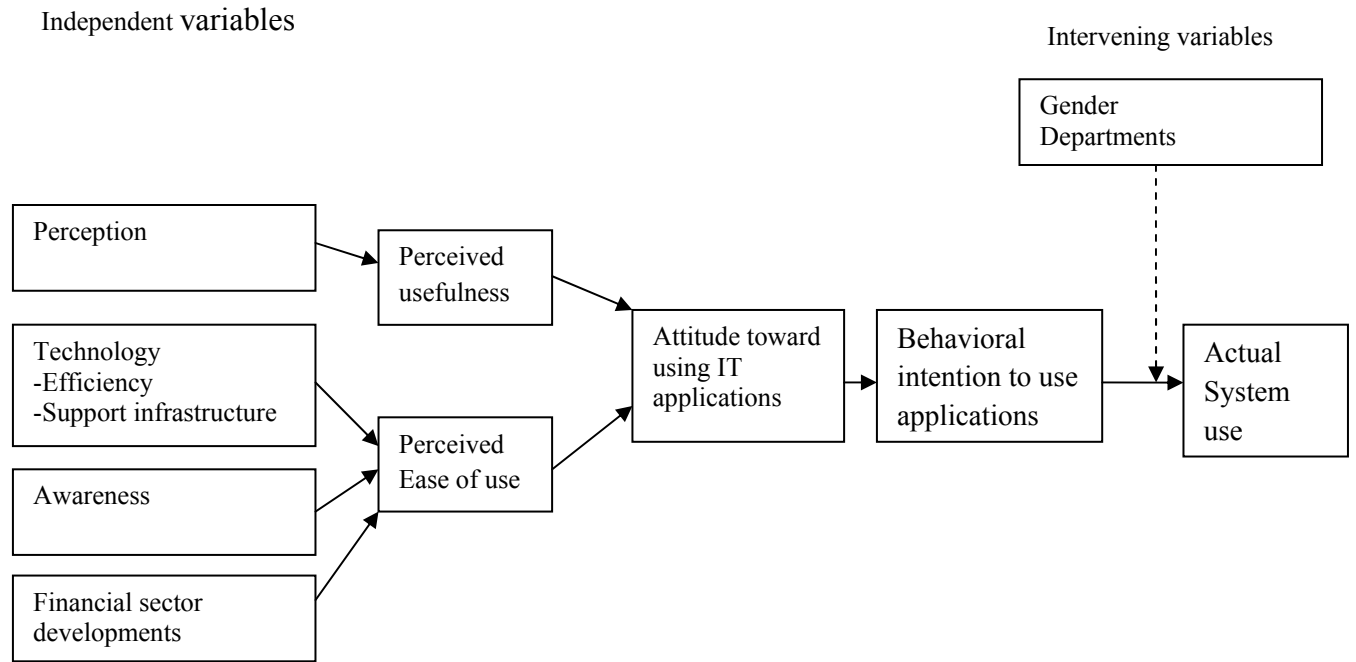 Independent variables
Intervening variables
Gender
Departments
Perception
Perceived
usefulness
Technology
-Efficiency
-Support infrastructure
Attitude toward
using IT
applications
Behavioral
intention to use
applications
Actual
System
use
Perceived
Ease of use
Awareness
Financial sector
developments